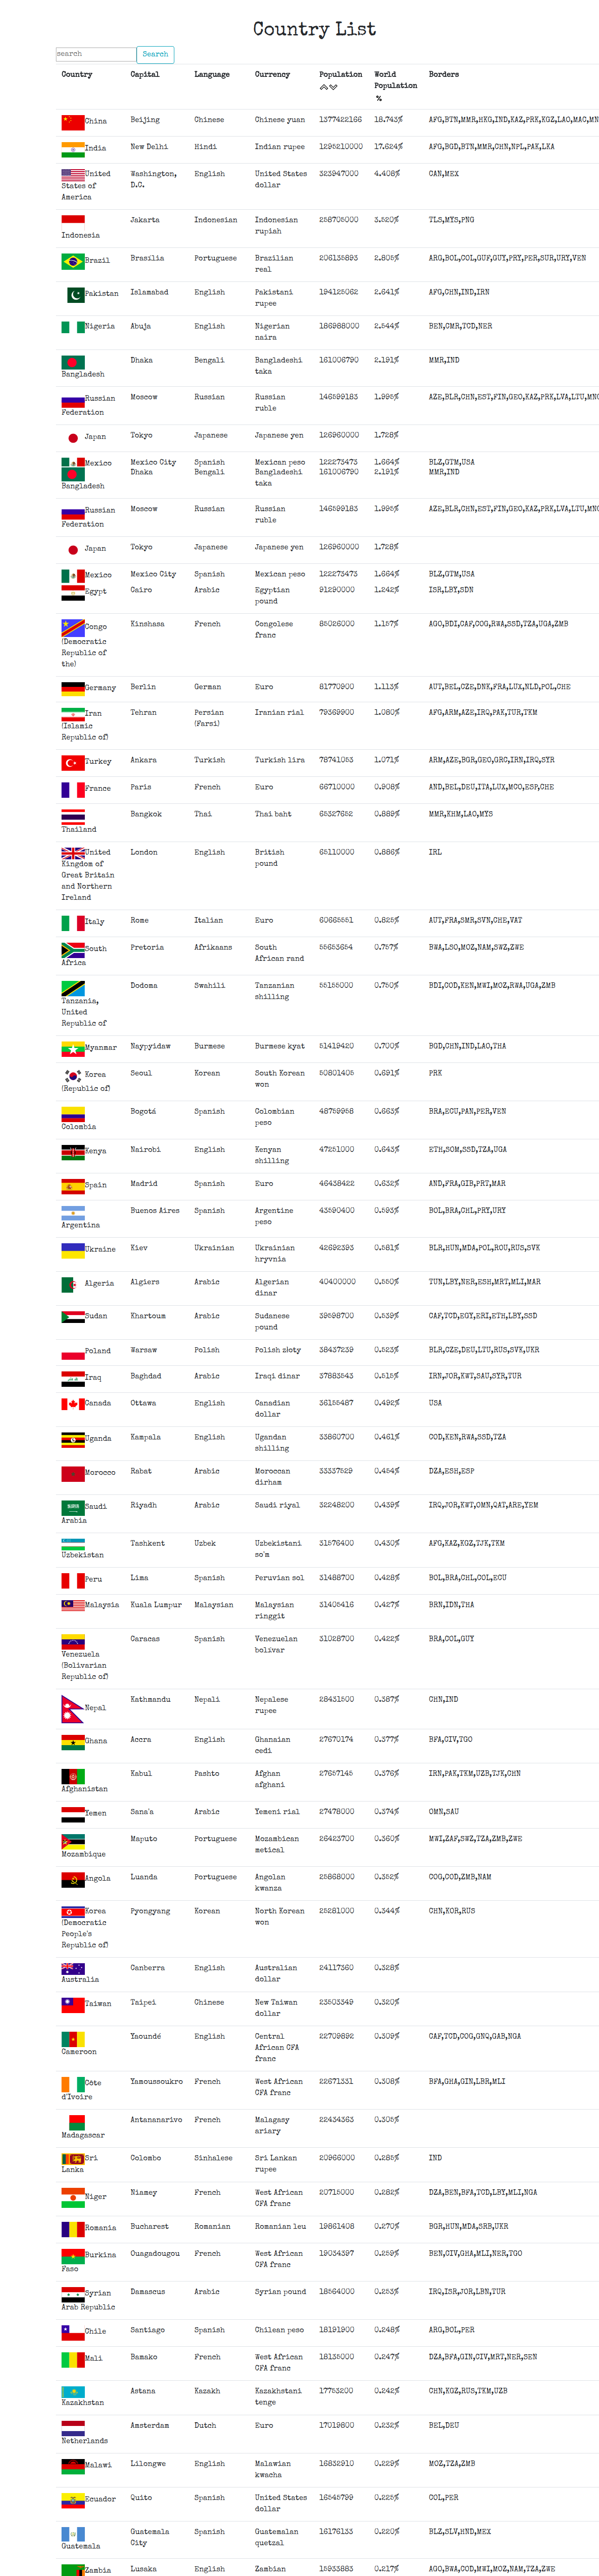 Country List
search Search
Country Capital Language Currency Population World Population % Borders
China Beijing Chinese Chinese yuan 1377422166 18.743% AFG,BTN,MMR,HKG,IND,KAZ,PRK,KGZ,LAO,MAC,MN
India New Delhi Hindi Indian rupee 1295210000 17.624% AFG,BGD,BTN,MMR,CHN,NPL,PAK,LKA
United States of America Washington, D.C. English United States dollar 323947000 4.408% CAN,MEX
Indonesia Jakarta Indonesian Indonesian rupiah 258705000 3.520% TLS,MYS,PNG
Brazil Brasília Portuguese Brazilian real 206135893 2.805% ARG,BOL,COL,GUF,GUY,PRY,PER,SUR,URY,VEN
Pakistan Islamabad English Pakistani rupee 194125062 2.641% AFG,CHN,IND,IRN
Nigeria Abuja English Nigerian naira 186988000 2.544% BEN,CMR,TCD,NER
Bangladesh Dhaka Bengali Bangladeshi taka 161006790 2.191% MMR,IND
Russian Federation Moscow Russian Russian ruble 146599183 1.995% AZE,BLR,CHN,EST,FIN,GEO,KAZ,PRK,LVA,LTU,MNG
Japan Tokyo Japanese Japanese yen 126960000 1.728%
Mexico Mexico City Spanish Mexican peso 122273473 1.664% BLZ,GTM,USA
Bangladesh Dhaka Bengali Bangladeshi taka 161006790 2.191% MMR,IND
Russian Federation Moscow Russian Russian ruble 146599183 1.995% AZE,BLR,CHN,EST,FIN,GEO,KAZ,PRK,LVA,LTU,MNG
Japan Tokyo Japanese Japanese yen 126960000 1.728%
Mexico Mexico City Spanish Mexican peso 122273473 1.664% BLZ,GTM,USA
Egypt Cairo Arabic Egyptian pound 91290000 1.242% ISR,LBY,SDN
Congo (Democratic Republic of the) Kinshasa French Congolese franc 85026000 1.157% AGO,BDI,CAF,COG,RWA,SSD,TZA,UGA,ZMB
Germany Berlin German Euro 81770900 1.113% AUT,BEL,CZE,DNK,FRA,LUX,NLD,POL,CHE
Iran (Islamic Republic of) Tehran Persian (Farsi) Iranian rial 79369900 1.080% AFG,ARM,AZE,IRQ,PAK,TUR,TKM
Turkey Ankara Turkish Turkish lira 78741053 1.071% ARM,AZE,BGR,GEO,GRC,IRN,IRQ,SYR
France Paris French Euro 66710000 0.908% AND,BEL,DEU,ITA,LUX,MCO,ESP,CHE
Thailand Bangkok Thai Thai baht 65327652 0.889% MMR,KHM,LAO,MYS
United Kingdom of Great Britain and Northern Ireland London English British pound 65110000 0.886% IRL
Italy Rome Italian Euro 60665551 0.825% AUT,FRA,SMR,SVN,CHE,VAT
South Africa Pretoria Afrikaans South African rand 55653654 0.757% BWA,LSO,MOZ,NAM,SWZ,ZWE
Tanzania, United Republic of Dodoma Swahili Tanzanian shilling 55155000 0.750% BDI,COD,KEN,MWI,MOZ,RWA,UGA,ZMB
Myanmar Naypyidaw Burmese Burmese kyat 51419420 0.700% BGD,CHN,IND,LAO,THA
Korea (Republic of) Seoul Korean South Korean won 50801405 0.691% PRK
Colombia Bogotá Spanish Colombian peso 48759958 0.663% BRA,ECU,PAN,PER,VEN
Kenya Nairobi English Kenyan shilling 47251000 0.643% ETH,SOM,SSD,TZA,UGA
Spain Madrid Spanish Euro 46438422 0.632% AND,FRA,GIB,PRT,MAR
Argentina Buenos Aires Spanish Argentine peso 43590400 0.593% BOL,BRA,CHL,PRY,URY
Ukraine Kiev Ukrainian Ukrainian hryvnia 42692393 0.581% BLR,HUN,MDA,POL,ROU,RUS,SVK
Algeria Algiers Arabic Algerian dinar 40400000 0.550% TUN,LBY,NER,ESH,MRT,MLI,MAR
Sudan Khartoum Arabic Sudanese pound 39598700 0.539% CAF,TCD,EGY,ERI,ETH,LBY,SSD
Poland Warsaw Polish Polish złoty 38437239 0.523% BLR,CZE,DEU,LTU,RUS,SVK,UKR
Iraq Baghdad Arabic Iraqi dinar 37883543 0.515% IRN,JOR,KWT,SAU,SYR,TUR
Canada Ottawa English Canadian dollar 36155487 0.492% USA
Uganda Kampala English Ugandan shilling 33860700 0.461% COD,KEN,RWA,SSD,TZA
Morocco Rabat Arabic Moroccan dirham 33337529 0.454% DZA,ESH,ESP
Saudi Arabia Riyadh Arabic Saudi riyal 32248200 0.439% IRQ,JOR,KWT,OMN,QAT,ARE,YEM
Uzbekistan Tashkent Uzbek Uzbekistani so'm 31576400 0.430% AFG,KAZ,KGZ,TJK,TKM
Peru Lima Spanish Peruvian sol 31488700 0.428% BOL,BRA,CHL,COL,ECU
Malaysia Kuala Lumpur Malaysian Malaysian ringgit 31405416 0.427% BRN,IDN,THA
Venezuela (Bolivarian Republic of) Caracas Spanish Venezuelan bolívar 31028700 0.422% BRA,COL,GUY
Nepal Kathmandu Nepali Nepalese rupee 28431500 0.387% CHN,IND
Ghana Accra English Ghanaian cedi 27670174 0.377% BFA,CIV,TGO
Afghanistan Kabul Pashto Afghan afghani 27657145 0.376% IRN,PAK,TKM,UZB,TJK,CHN
Yemen Sana'a Arabic Yemeni rial 27478000 0.374% OMN,SAU
Mozambique Maputo Portuguese Mozambican metical 26423700 0.360% MWI,ZAF,SWZ,TZA,ZMB,ZWE
Angola Luanda Portuguese Angolan kwanza 25868000 0.352% COG,COD,ZMB,NAM
Korea (Democratic People's Republic of) Pyongyang Korean North Korean won 25281000 0.344% CHN,KOR,RUS
Australia Canberra English Australian dollar 24117360 0.328%
Taiwan Taipei Chinese New Taiwan dollar 23503349 0.320%
Cameroon Yaoundé English Central African CFA franc 22709892 0.309% CAF,TCD,COG,GNQ,GAB,NGA
Côte d'Ivoire Yamoussoukro French West African CFA franc 22671331 0.308% BFA,GHA,GIN,LBR,MLI
Madagascar Antananarivo French Malagasy ariary 22434363 0.305%
Sri Lanka Colombo Sinhalese Sri Lankan rupee 20966000 0.285% IND
Niger Niamey French West African CFA franc 20715000 0.282% DZA,BEN,BFA,TCD,LBY,MLI,NGA
Romania Bucharest Romanian Romanian leu 19861408 0.270% BGR,HUN,MDA,SRB,UKR
Burkina Faso Ouagadougou French West African CFA franc 19034397 0.259% BEN,CIV,GHA,MLI,NER,TGO
Syrian Arab Republic Damascus Arabic Syrian pound 18564000 0.253% IRQ,ISR,JOR,LBN,TUR
Chile Santiago Spanish Chilean peso 18191900 0.248% ARG,BOL,PER
Mali Bamako French West African CFA franc 18135000 0.247% DZA,BFA,GIN,CIV,MRT,NER,SEN
Kazakhstan Astana Kazakh Kazakhstani tenge 17753200 0.242% CHN,KGZ,RUS,TKM,UZB
Netherlands Amsterdam Dutch Euro 17019800 0.232% BEL,DEU
Malawi Lilongwe English Malawian kwacha 16832910 0.229% MOZ,TZA,ZMB
Ecuador Quito Spanish United States dollar 16545799 0.225% COL,PER
Guatemala Guatemala City Spanish Guatemalan quetzal 16176133 0.220% BLZ,SLV,HND,MEX
Zambia Lusaka English Zambian 15933883 0.217% AGO,BWA,COD,MWI,MOZ,NAM,TZA,ZWE